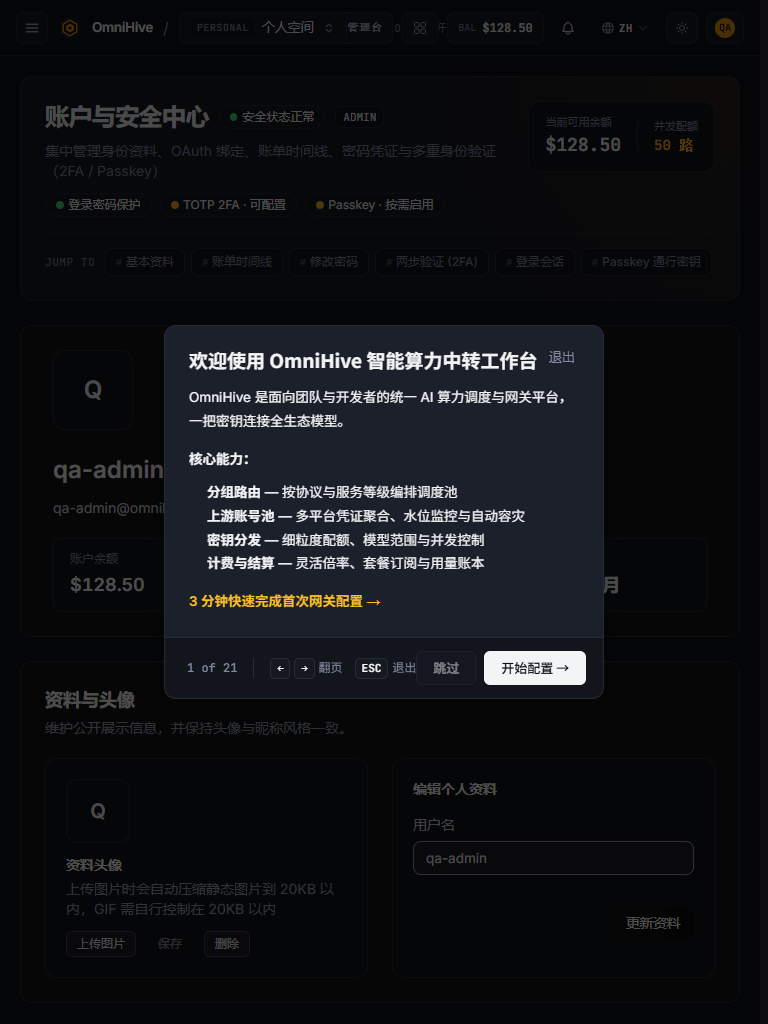 OmniHive / PERSONAL 个人空间 管理台 BAL $128.50 ZH QA
账户与安全中心 安全状态正常 ADMIN
集中管理身份资料、OAuth 绑定、账单时间线、密码凭证与多重身份验证
（2FA / Passkey）
当前可用余额 并发配额
$128.50 50 路
登录密码保护 TOTP 2FA · 可配置 Passkey · 按需启用
JUMP TO # 基本资料 # 账单时间线 # 修改密码 # 两步验证 (2FA) # 登录会话 # Passkey 通行密钥
Q
qa-admin
账户余额
$128.50
月
欢迎使用 OmniHive 智能算力中转工作台 退出
OmniHive 是面向团队与开发者的统一 AI 算力调度与网关平台，
一把密钥连接全生态模型。
核心能力：
分组路由 — 按协议与服务等级编排调度池
上游账号池 — 多平台凭证聚合、水位监控与自动容灾
密钥分发 — 细粒度配额、模型范围与并发控制
计费与结算 — 灵活倍率、套餐订阅与用量账本
3 分钟快速完成首次网关配置 →
1 of 21 ← → 翻页 ESC 退出 跳过 开始配置 →
资料与头像
维护公开展示信息，并保持头像与昵称风格一致。
Q
资料头像
上传图片时会自动压缩静态图片到 20KB 以
内，GIF 需自行控制在 20KB 以内
上传图片 保存 删除
编辑个人资料
用户名
qa-admin
更新资料